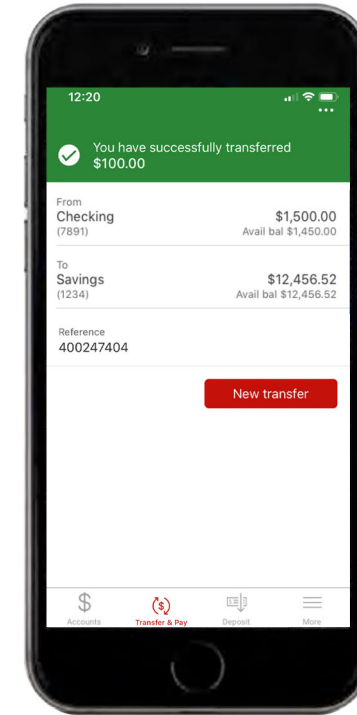 12:20
You have successfully transferred
$100.00
From
Checking
$1,500.00
(7891)
Avail bal $1,450.00
To
Savings
$12,456.52
(1234)
Avail bal $12,456.52
Reference
400247404
New transfer
Accounts
Transfer & Pay
Deposit
More